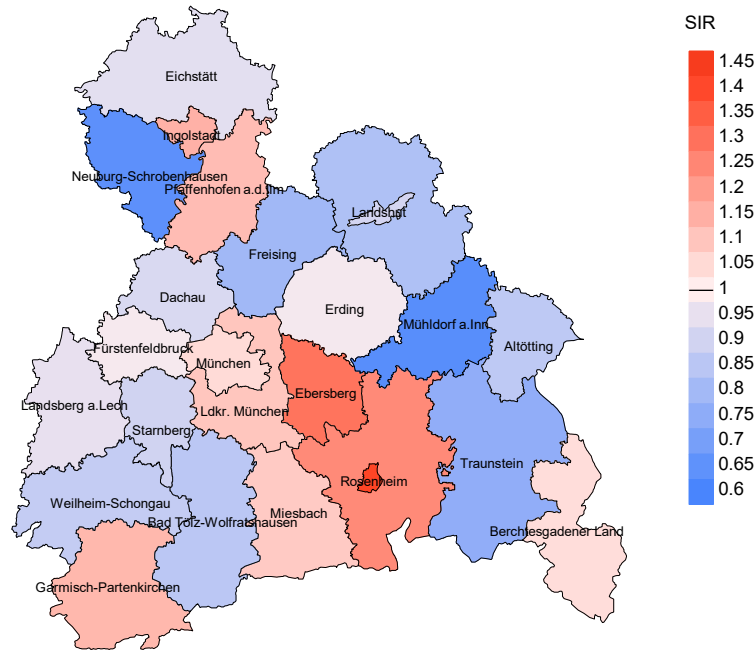 SIR
1.45
1.4
1.35
1.3
1.25
1.2
1.15
1.1
1.05
1
0.95
0.9
0.85
0.8
0.75
0.7
0.65
0.6
Eichstätt
Ingolstadt
Neuburg-Schrobenhausen
Pfaffenhofen a.d.Ilm
Landshut
Freising
Dachau
Erding
Mühldorf a.Inn
Altötting
Fürstenfeldbruck
München
Ebersberg
Landsberg a.Lech
Ldkr. München
Starnberg
Traunstein
Rosenheim
Weilheim-Schongau
Miesbach
Bad Tölz-Wolfratshausen
Berchtesgadener Land
Garmisch-Partenkirchen